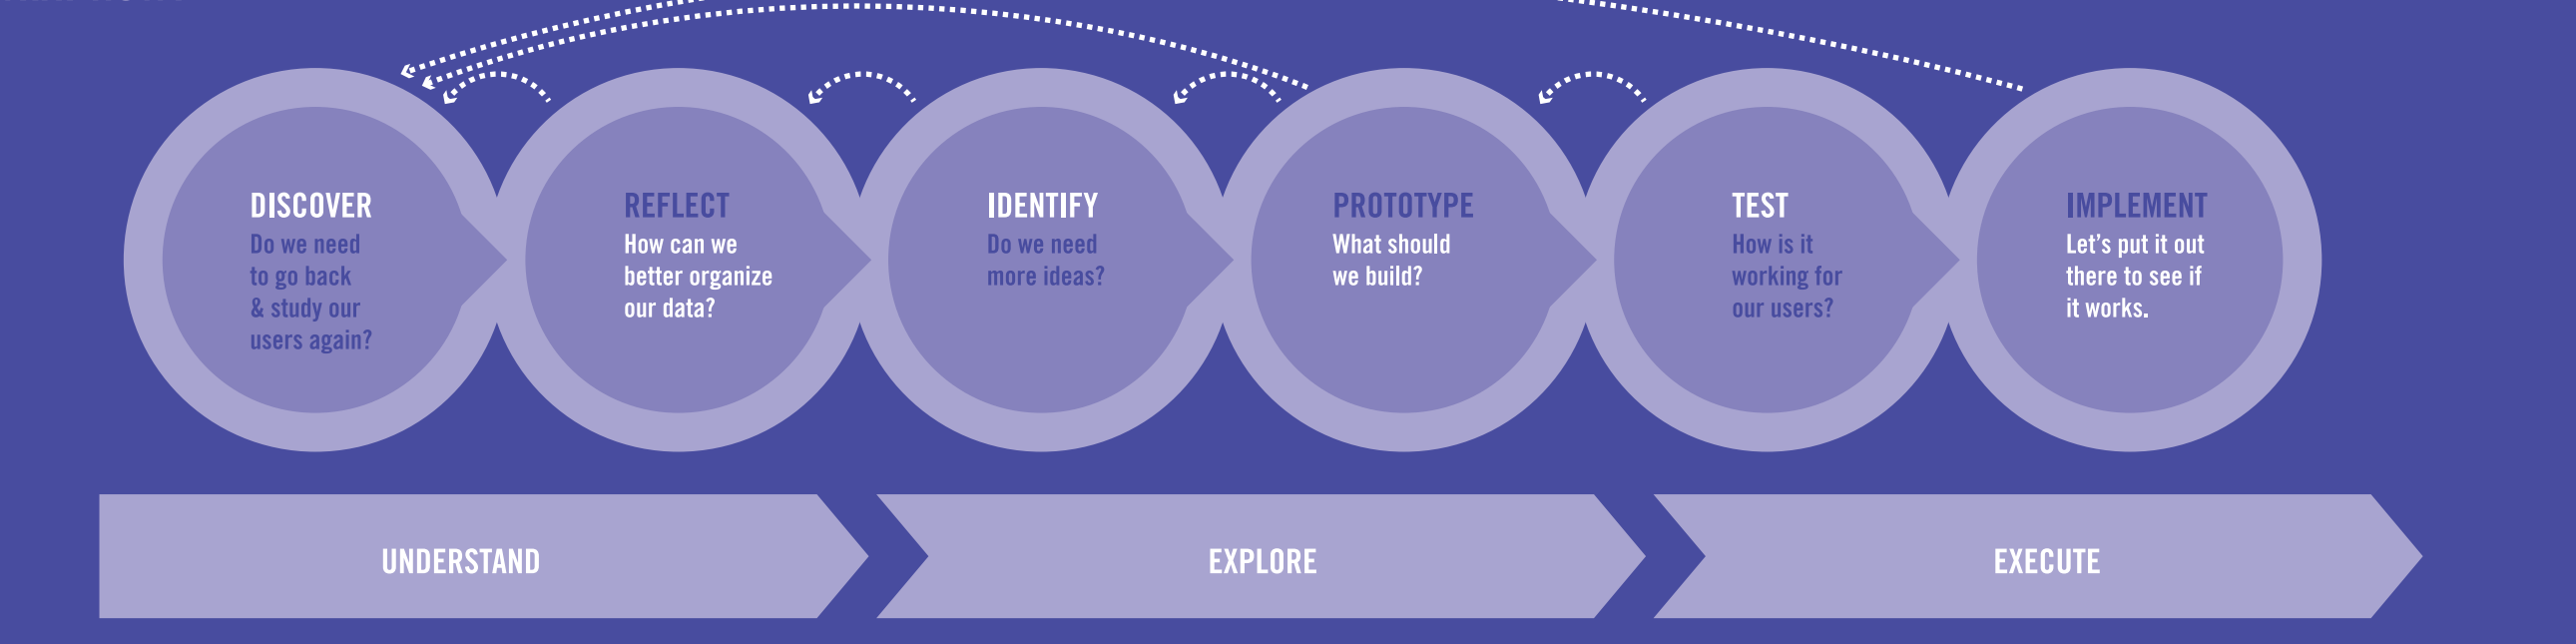 DISCOVER
Do we need
to go back
& study our
users again?
REFLECT
How can we
better organize
our data?
IDENTIFY
Do we need
more ideas?
PROTOTYPE
What should
we build?
TEST
How is it
working for
our users?
IMPLEMENT
Let’s put it out
there to see if
it works.
UNDERSTAND
EXPLORE
EXECUTE